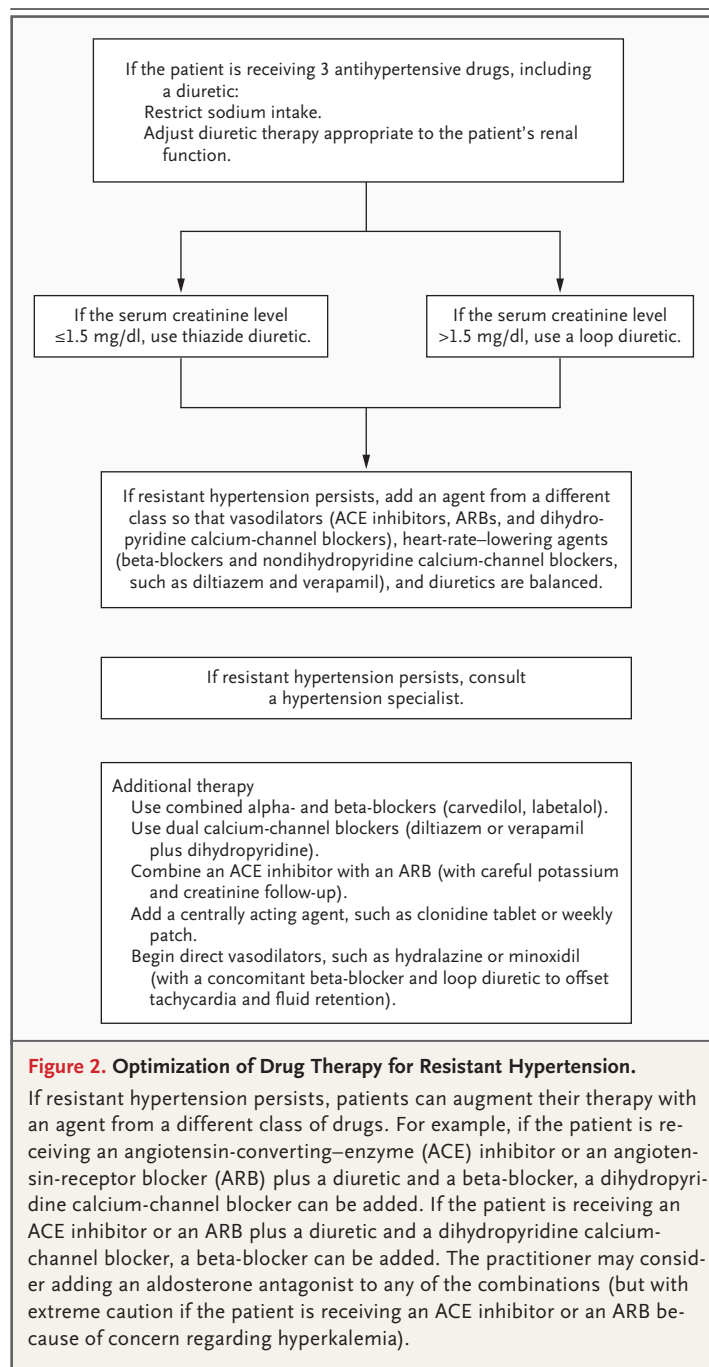 If the patient is receiving 3 antihypertensive drugs, including
a diuretic:
Restrict sodium intake.
Adjust diuretic therapy appropriate to the patient’s renal
function.
If the serum creatinine level
≤1.5 mg/dl, use thiazide diuretic.
If the serum creatinine level
>1.5 mg/dl, use a loop diuretic.
If resistant hypertension persists, add an agent from a different
class so that vasodilators (ACE inhibitors, ARBs, and dihydro-
pyridine calcium-channel blockers), heart-rate–lowering agents
(beta-blockers and nondihydropyridine calcium-channel blockers,
such as diltiazem and verapamil), and diuretics are balanced.
If resistant hypertension persists, consult
a hypertension specialist.
Additional therapy
Use combined alpha- and beta-blockers (carvedilol, labetalol).
Use dual calcium-channel blockers (diltiazem or verapamil
plus dihydropyridine).
Combine an ACE inhibitor with an ARB (with careful potassium
and creatinine follow-up).
Add a centrally acting agent, such as clonidine tablet or weekly
patch.
Begin direct vasodilators, such as hydralazine or minoxidil
(with a concomitant beta-blocker and loop diuretic to offset
tachycardia and fluid retention).
Figure 2. Optimization of Drug Therapy for Resistant Hypertension.
If resistant hypertension persists, patients can augment their therapy with
an agent from a different class of drugs. For example, if the patient is re-
ceiving an angiotensin-converting–enzyme (ACE) inhibitor or an angioten-
sin-receptor blocker (ARB) plus a diuretic and a beta-blocker, a dihydropyri-
dine calcium-channel blocker can be added. If the patient is receiving an
ACE inhibitor or an ARB plus a diuretic and a dihydropyridine calcium-
channel blocker, a beta-blocker can be added. The practitioner may consid-
er adding an aldosterone antagonist to any of the combinations (but with
extreme caution if the patient is receiving an ACE inhibitor or an ARB be-
cause of concern regarding hyperkalemia).